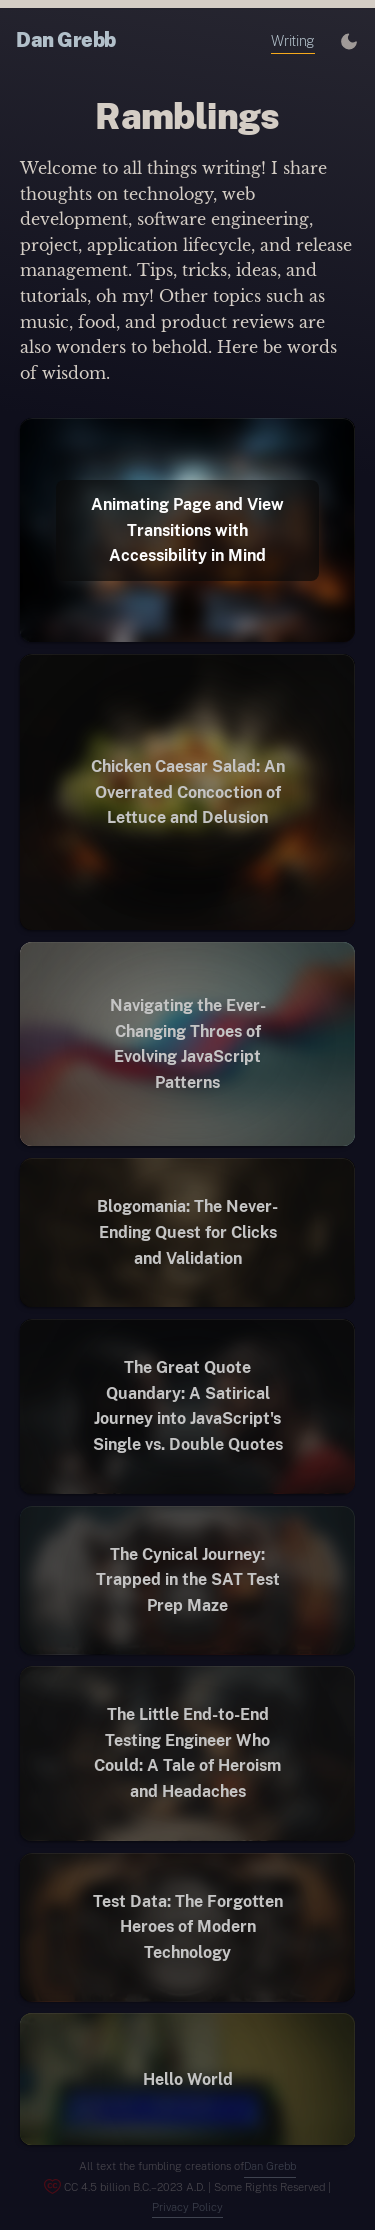 Dan Grebb
Writing
Ramblings
Welcome to all things writing! I share
thoughts on technology, web
development, software engineering,
project, application lifecycle, and release
management. Tips, tricks, ideas, and
tutorials, oh my! Other topics such as
music, food, and product reviews are
also wonders to behold. Here be words
of wisdom.
Animating Page and View
Transitions with
Accessibility in Mind
Chicken Caesar Salad: An
Overrated Concoction of
Lettuce and Delusion
Navigating the Ever-
Changing Throes of
Evolving JavaScript
Patterns
Blogomania: The Never-
Ending Quest for Clicks
and Validation
The Great Quote
Quandary: A Satirical
Journey into JavaScript's
Single vs. Double Quotes
The Cynical Journey:
Trapped in the SAT Test
Prep Maze
The Little End-to-End
Testing Engineer Who
Could: A Tale of Heroism
and Headaches
Test Data: The Forgotten
Heroes of Modern
Technology
Hello World
All text the fumbling creations ofDan Grebb
CC 4.5 billion B.C.–2023 A.D. | Some Rights Reserved |
Privacy Policy